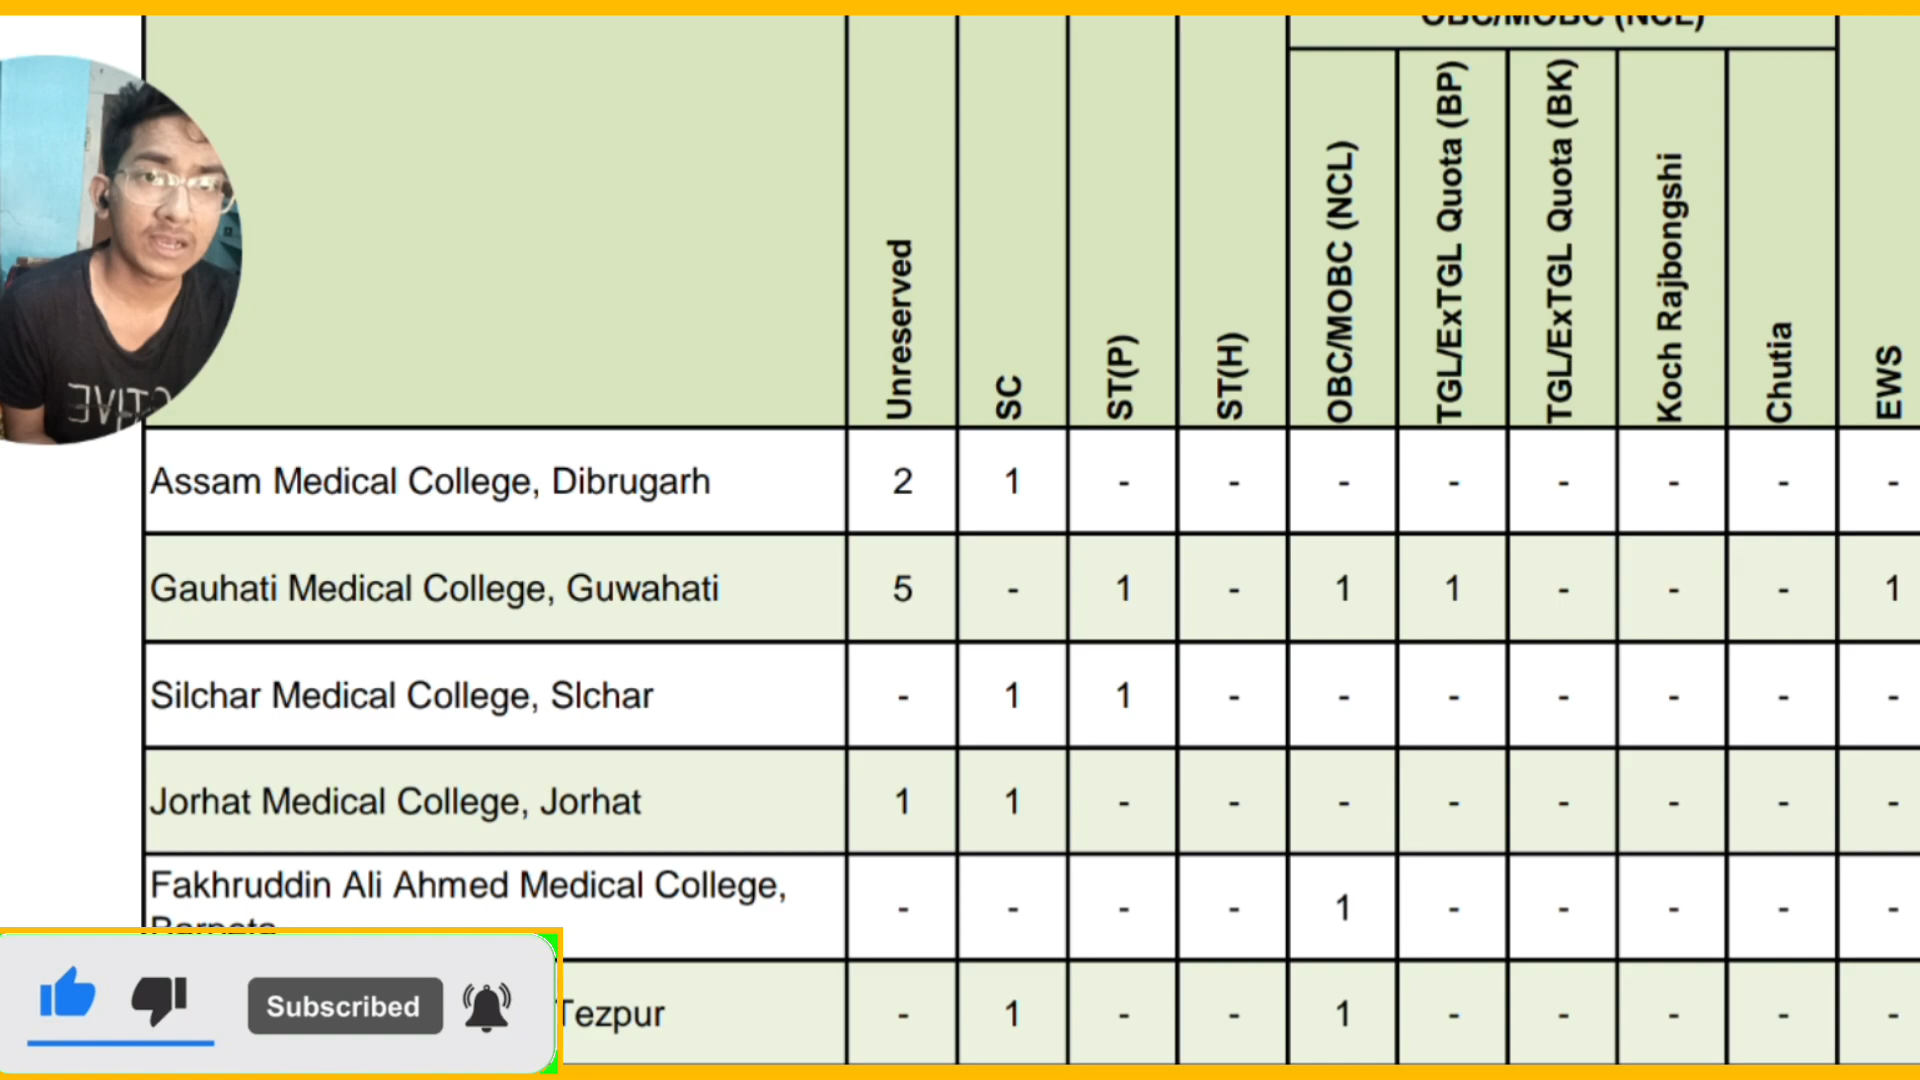 OBC/MOBC (NCL)
Unreserved SC ST(P) ST(H) OBC/MOBC (NCL) TGL/ExTGL Quota (BP) TGL/ExTGL Quota (BK) Koch Rajbongshi Chutia EWS
Assam Medical College, Dibrugarh 2 1 - - - - - - - -
Gauhati Medical College, Guwahati 5 - 1 - 1 1 - - - 1
Silchar Medical College, Slchar - 1 1 - - - - - - -
Jorhat Medical College, Jorhat 1 1 - - - - - - - -
Fakhruddin Ali Ahmed Medical College,
Barpeta - - - - 1 - - - - -
Tezpur - 1 - - 1 - - - - -
Subscribed